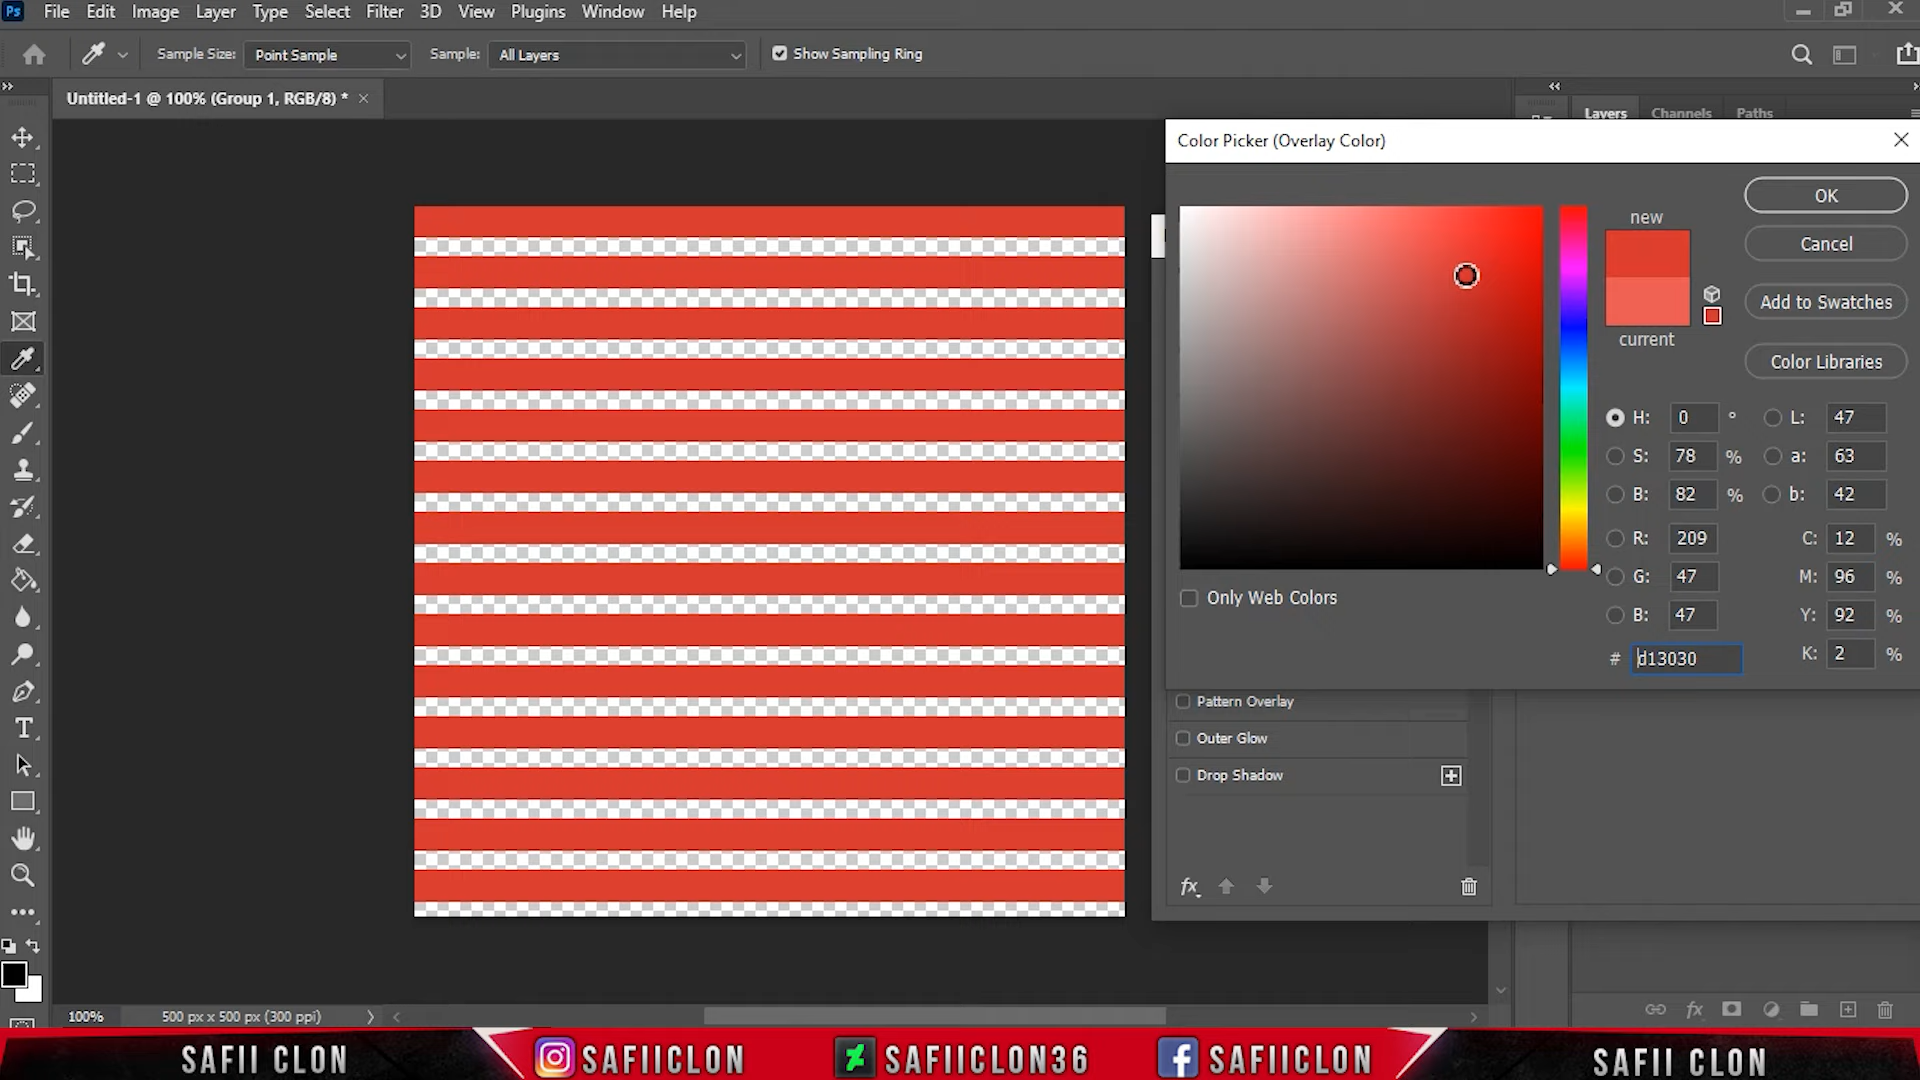 Ps File Edit Image Layer Type Select Filter 3D View Plugins Window Help
Sample Size: Point Sample Sample: All Layers Show Sampling Ring
Untitled-1 @ 100% (Group 1, RGB/8) *
Layers Channels Paths
Color Picker (Overlay Color)
new
current
OK
Cancel
Add to Swatches
Color Libraries
H: 0 ° L: 47
S: 78 % a: 63
B: 82 % b: 42
R: 209 C: 12 %
G: 47 M: 96 %
B: 47 Y: 92 %
# d13030 K: 2 %
Only Web Colors
Pattern Overlay
Outer Glow
Drop Shadow
fx
T
100% 500 px x 500 px (300 ppi)
fx
SAFII CLON SAFIICLON SAFIICLON36 SAFIICLON SAFII CLON